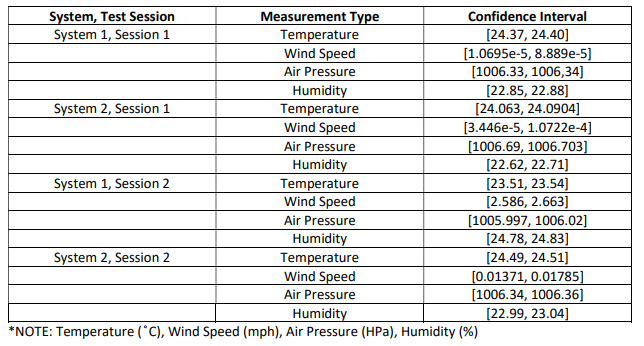 System, Test Session Measurement Type Confidence Interval
System 1, Session 1 Temperature [24.37, 24.40]
Wind Speed [1.0695e-5, 8.889e-5]
Air Pressure [1006.33, 1006,34]
Humidity [22.85, 22.88]
System 2, Session 1 Temperature [24.063, 24.0904]
Wind Speed [3.446e-5, 1.0722e-4]
Air Pressure [1006.69, 1006.703]
Humidity [22.62, 22.71]
System 1, Session 2 Temperature [23.51, 23.54]
Wind Speed [2.586, 2.663]
Air Pressure [1005.997, 1006.02]
Humidity [24.78, 24.83]
System 2, Session 2 Temperature [24.49, 24.51]
Wind Speed [0.01371, 0.01785]
Air Pressure [1006.34, 1006.36]
Humidity [22.99, 23.04]
*NOTE: Temperature (˚C), Wind Speed (mph), Air Pressure (HPa), Humidity (%)